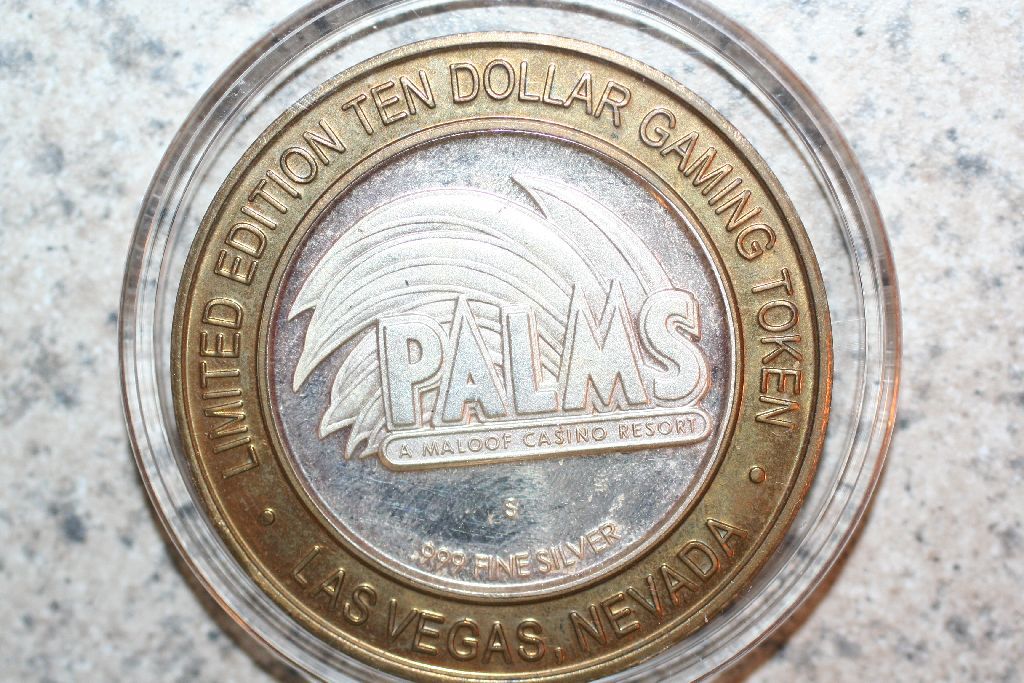 LIMITED EDITION TEN DOLLAR GAMING TOKEN
PALMS
A MALOOF CASINO RESORT
S
.999 FINE SILVER
• LAS VEGAS, NEVADA •